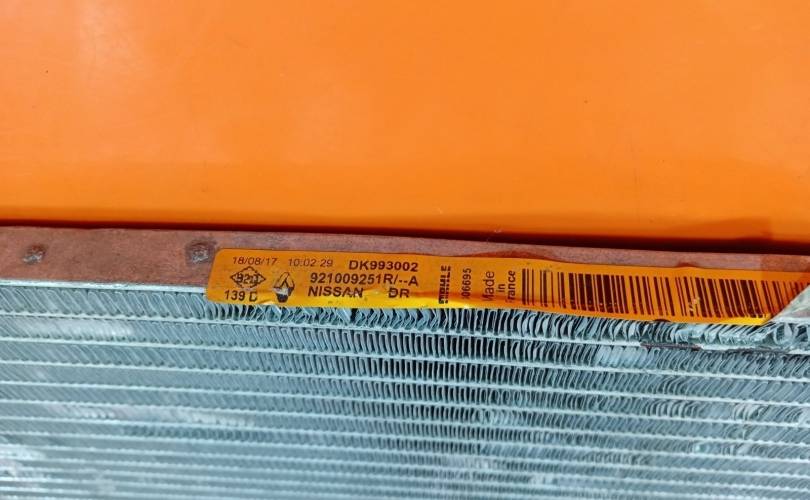 18/08/17 10:02:29 DK993002
921009251R/--A
139 D NISSAN DR
MAHLE
06695
Made
in
France